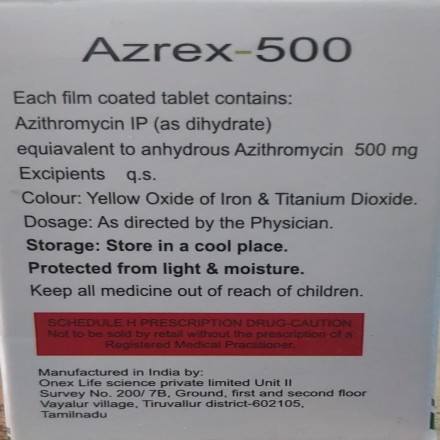 Azrex-500
Each film coated tablet contains:
Azithromycin IP (as dihydrate)
equiavalent to anhydrous Azithromycin 500 mg
Excipients q.s.
Colour: Yellow Oxide of Iron & Titanium Dioxide.
Dosage: As directed by the Physician.
Storage: Store in a cool place.
Protected from light & moisture.
Keep all medicine out of reach of children.
SCHEDULE H PRESCRIPTION DRUG-CAUTION
Not to be sold by retail without the prescription of a
Registered Medical Practitioner.
Manufactured in India by:
Onex Life science private limited Unit II
Survey No. 200/ 7B, Ground, first and second floor
Vayalur village, Tiruvallur district-602105,
Tamilnadu